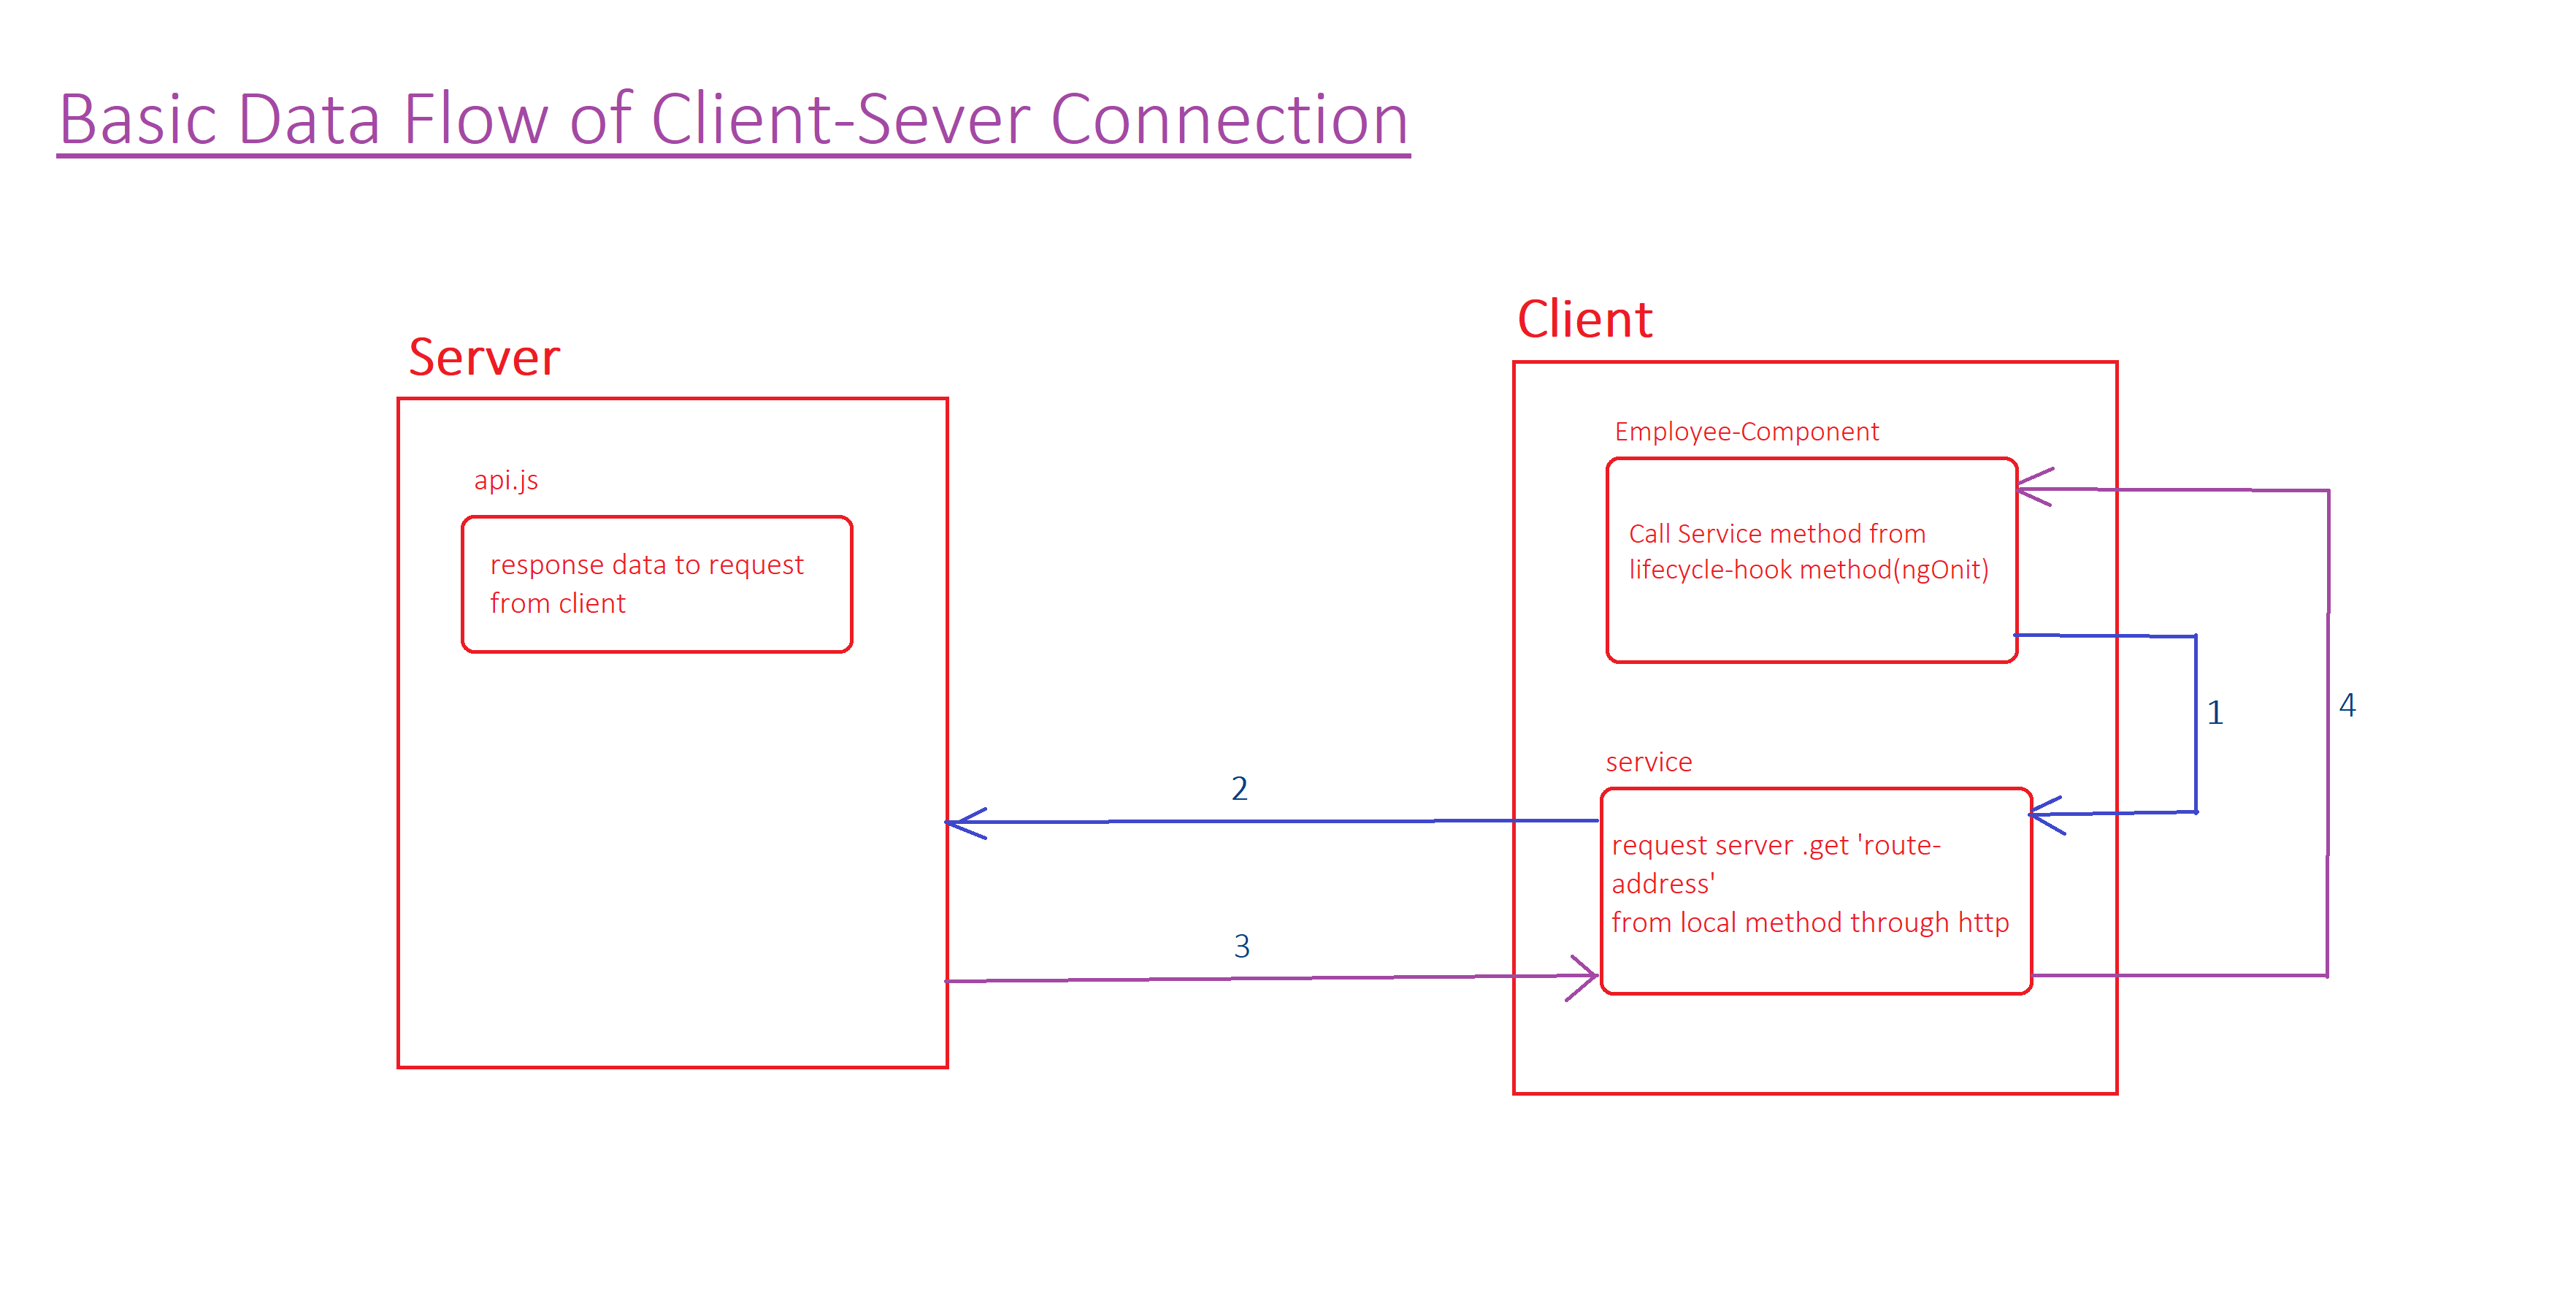 Basic Data Flow of Client-Sever Connection
Server
api.js
response data to request
from client
Client
Employee-Component
Call Service method from
lifecycle-hook method(ngOnit)
service
request server .get 'route-
address'
from local method through http
1
2
3
4